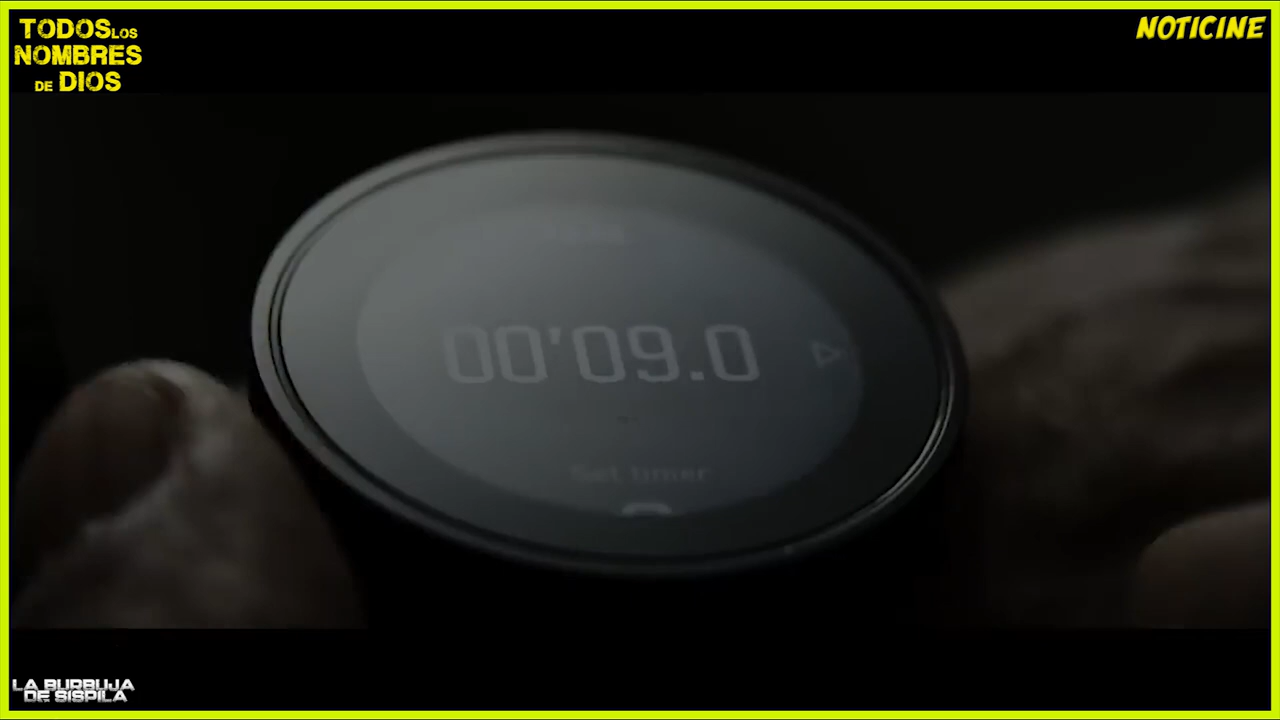 TODOS LOS
NOMBRES
DE DIOS
NOTICINE
00'09.0
Set timer
LA BURBUJA
DE SISPILA